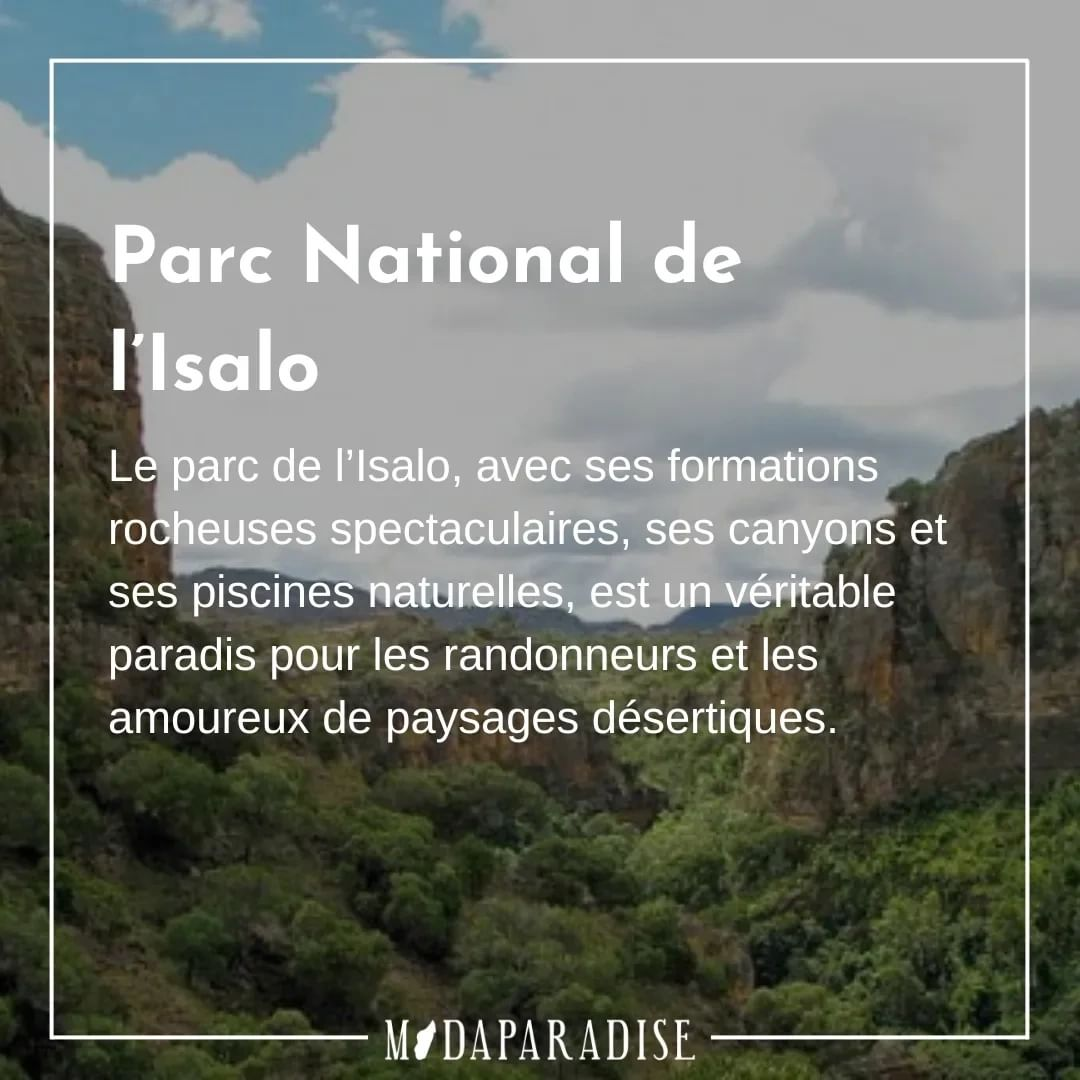 Parc National de
l’Isalo
Le parc de l’Isalo, avec ses formations
rocheuses spectaculaires, ses canyons et
ses piscines naturelles, est un véritable
paradis pour les randonneurs et les
amoureux de paysages désertiques.
MADAPARADISE